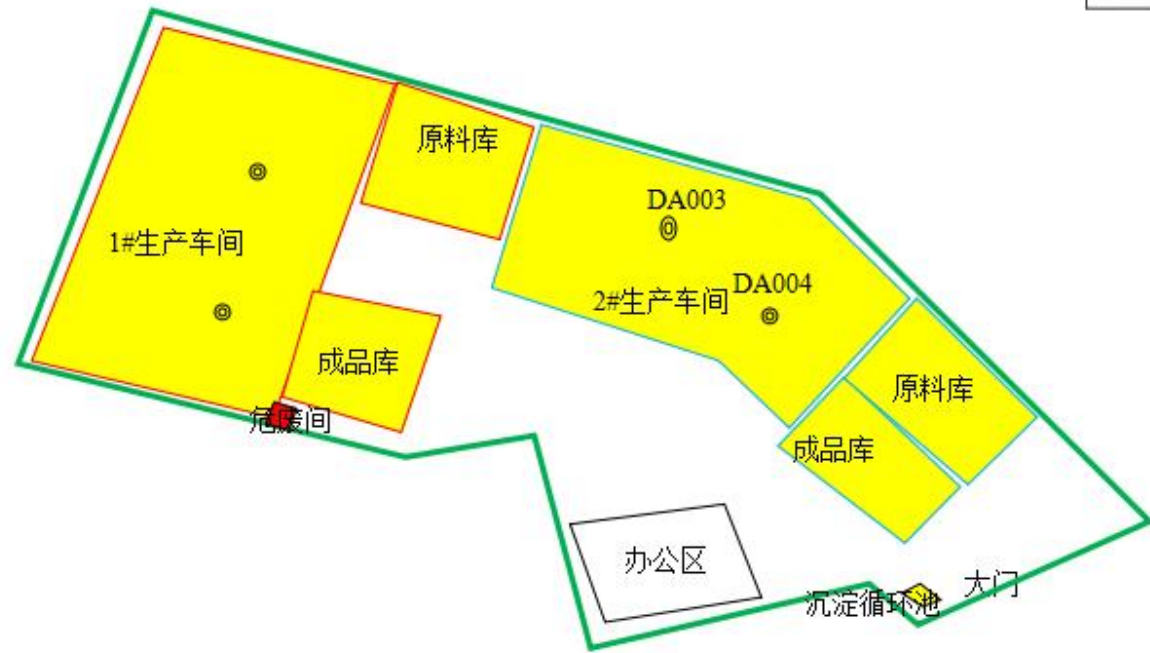 原料库
DA003
1#生产车间
DA004
2#生产车间
成品库
原料库
危废间
成品库
办公区
大门
沉淀循环池